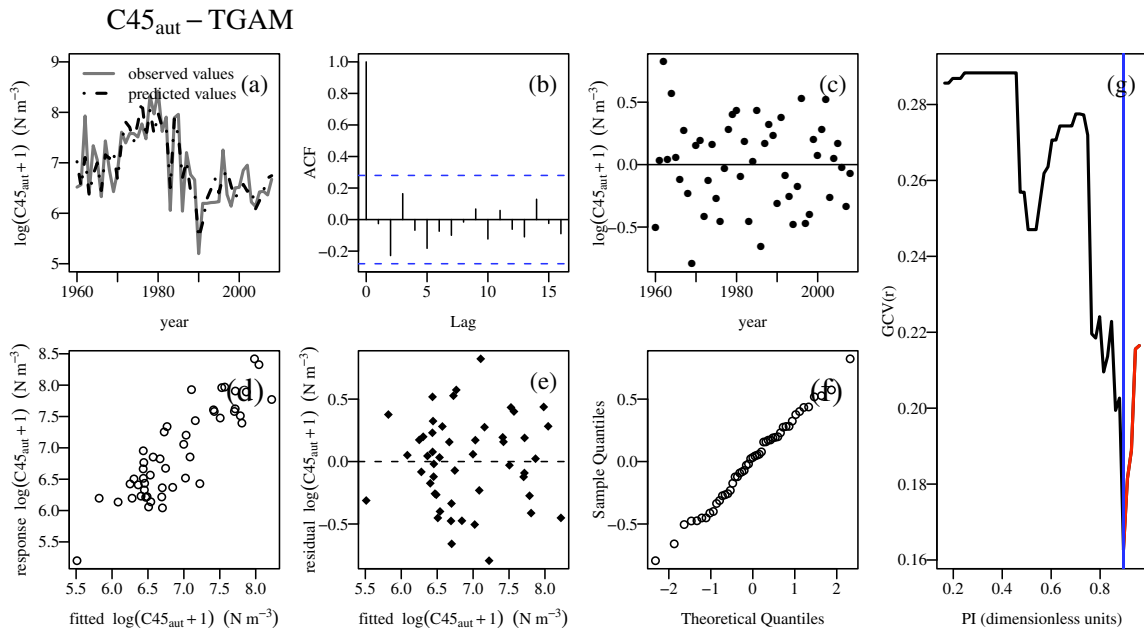 C45aut – TGAM
(a)
observed values
predicted values
log(C45aut + 1) (N m−3)
9
8
7
6
5
1960 1980 2000
year
(b)
ACF
1.0
0.8
0.6
0.4
0.2
0.0
−0.2
0 5 10 15
Lag
(c)
log(C45aut + 1) (N m−3)
0.5
0.0
−0.5
1960 1980 2000
year
(d)
response log(C45aut + 1) (N m−3)
8.5
8.0
7.5
7.0
6.5
6.0
5.5
5.5 6.0 6.5 7.0 7.5 8.0
fitted log(C45aut + 1) (N m−3)
(e)
residual log(C45aut + 1) (N m−3)
0.5
0.0
−0.5
5.5 6.0 6.5 7.0 7.5 8.0
fitted log(C45aut + 1) (N m−3)
(f)
Sample Quantiles
0.5
0.0
−0.5
−2 −1 0 1 2
Theoretical Quantiles
(g)
GCV(r)
0.28
0.26
0.24
0.22
0.20
0.18
0.16
0.2 0.4 0.6 0.8
PI (dimensionless units)